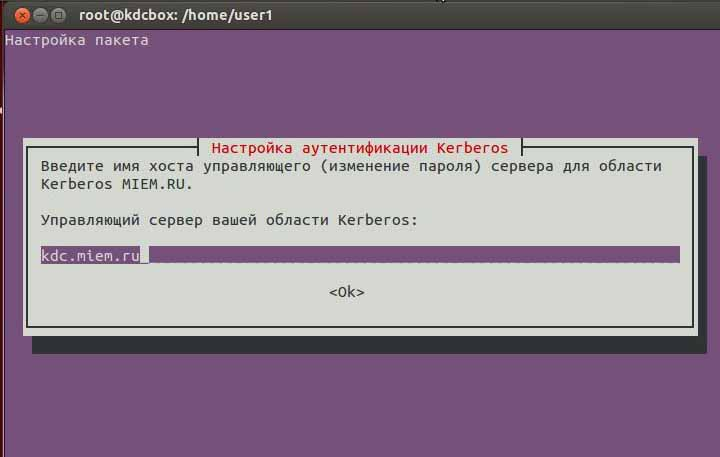 root@kdcbox: /home/user1
Настройка пакета
Настройка аутентификации Kerberos
Введите имя хоста управляющего (изменение пароля) сервера для области
Kerberos MIEM.RU.
Управляющий сервер вашей области Kerberos:
kdc.miem.ru
<Ok>